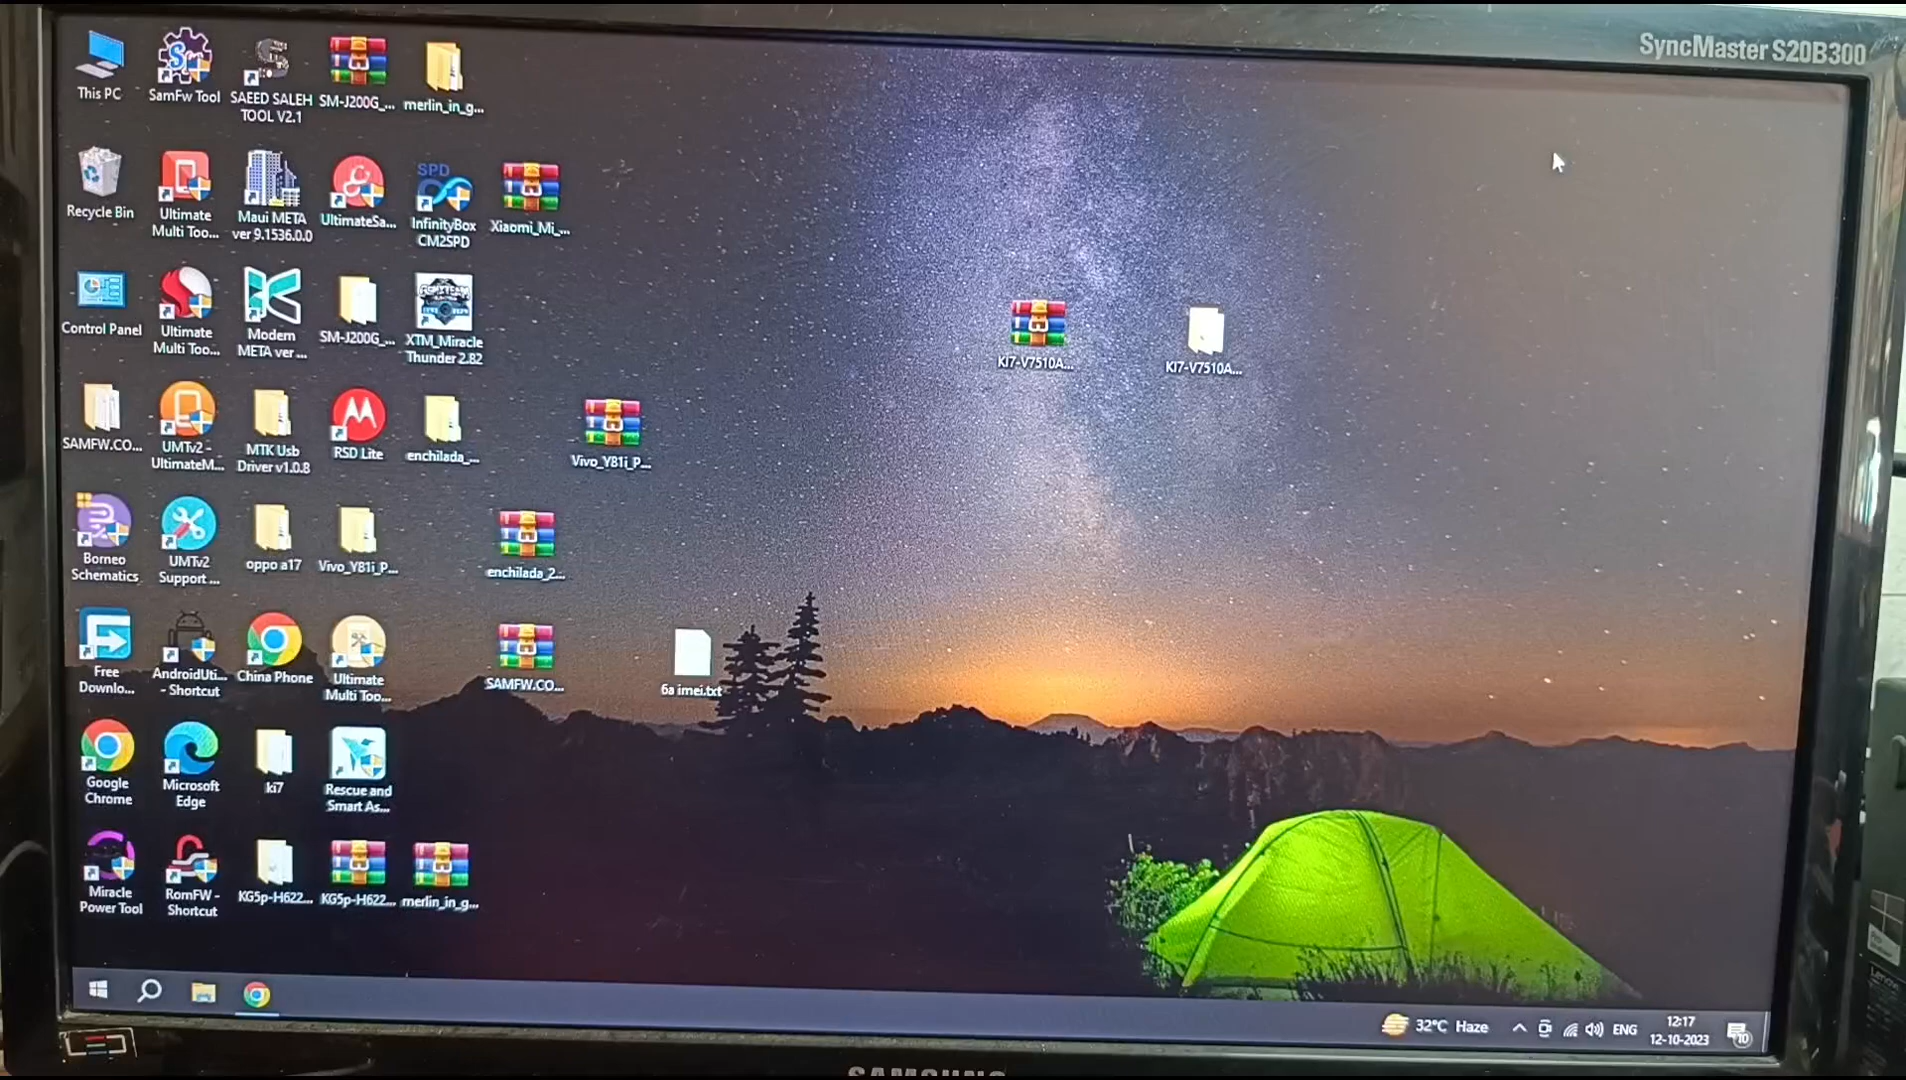 SyncMaster S20B300
This PC
SamFw Tool
SAEED SALEH
TOOL V2.1
SM-J200G_...
merlin_in_g...
Recycle Bin
Ultimate
Multi Too...
Maui META
ver 9.1536.0.0
UltimateSa...
SPD
InfinityBox
CM2SPD
Xiaomi_Mi_...
Control Panel
Ultimate
Multi Too...
Modem
META ver ...
SM-J200G_...
XTM_Miracle
Thunder 2.82
KI7-V7510A...
KI7-V7510A...
SAMFW.CO...
UMTv2 -
UltimateM...
MTK Usb
Driver v1.0.8
RSD Lite
enchilada_...
Vivo_Y81i_P...
Borneo
Schematics
UMTv2
Support ...
oppo a17
Vivo_Y81i_P...
enchilada_2...
Free
Downlo...
AndroidUti...
- Shortcut
China Phone
Ultimate
Multi Too...
SAMFW.CO...
6a imei.txt
Google
Chrome
Microsoft
Edge
ki7
Rescue and
Smart As...
Miracle
Power Tool
RomFW -
Shortcut
KG5p-H622...
KG5p-H622...
merlin_in_g...
32°C Haze
ENG
12:17
12-10-2023
10
SAMSUNG